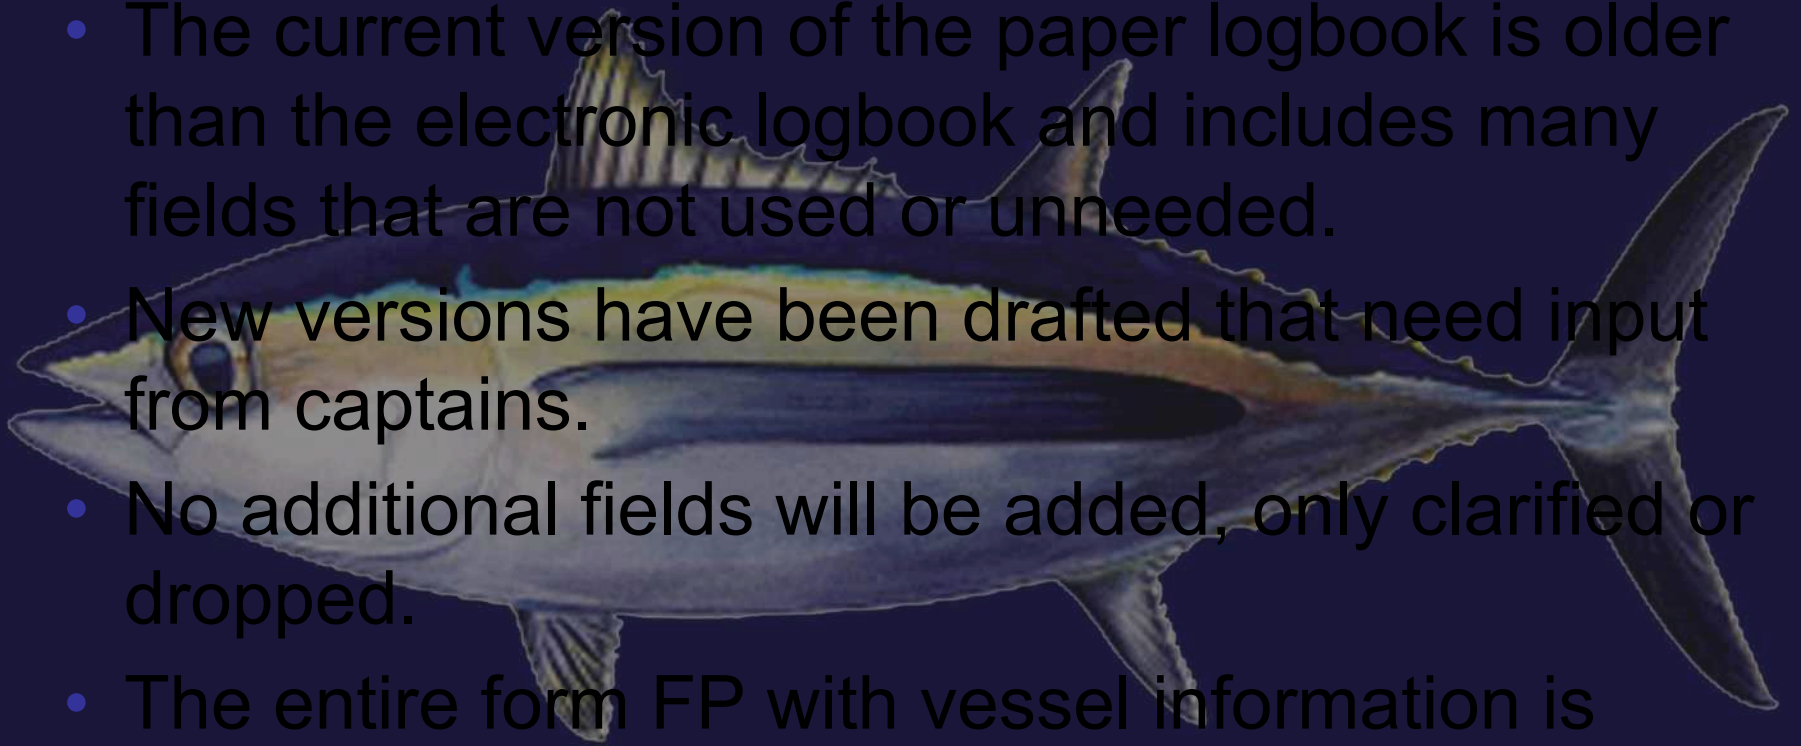 • The current version of the paper logbook is older
than the electronic logbook and includes many
fields that are not used or unneeded.
• New versions have been drafted that need input
from captains.
• No additional fields will be added, only clarified or
dropped.
• The entire form FP with vessel information is